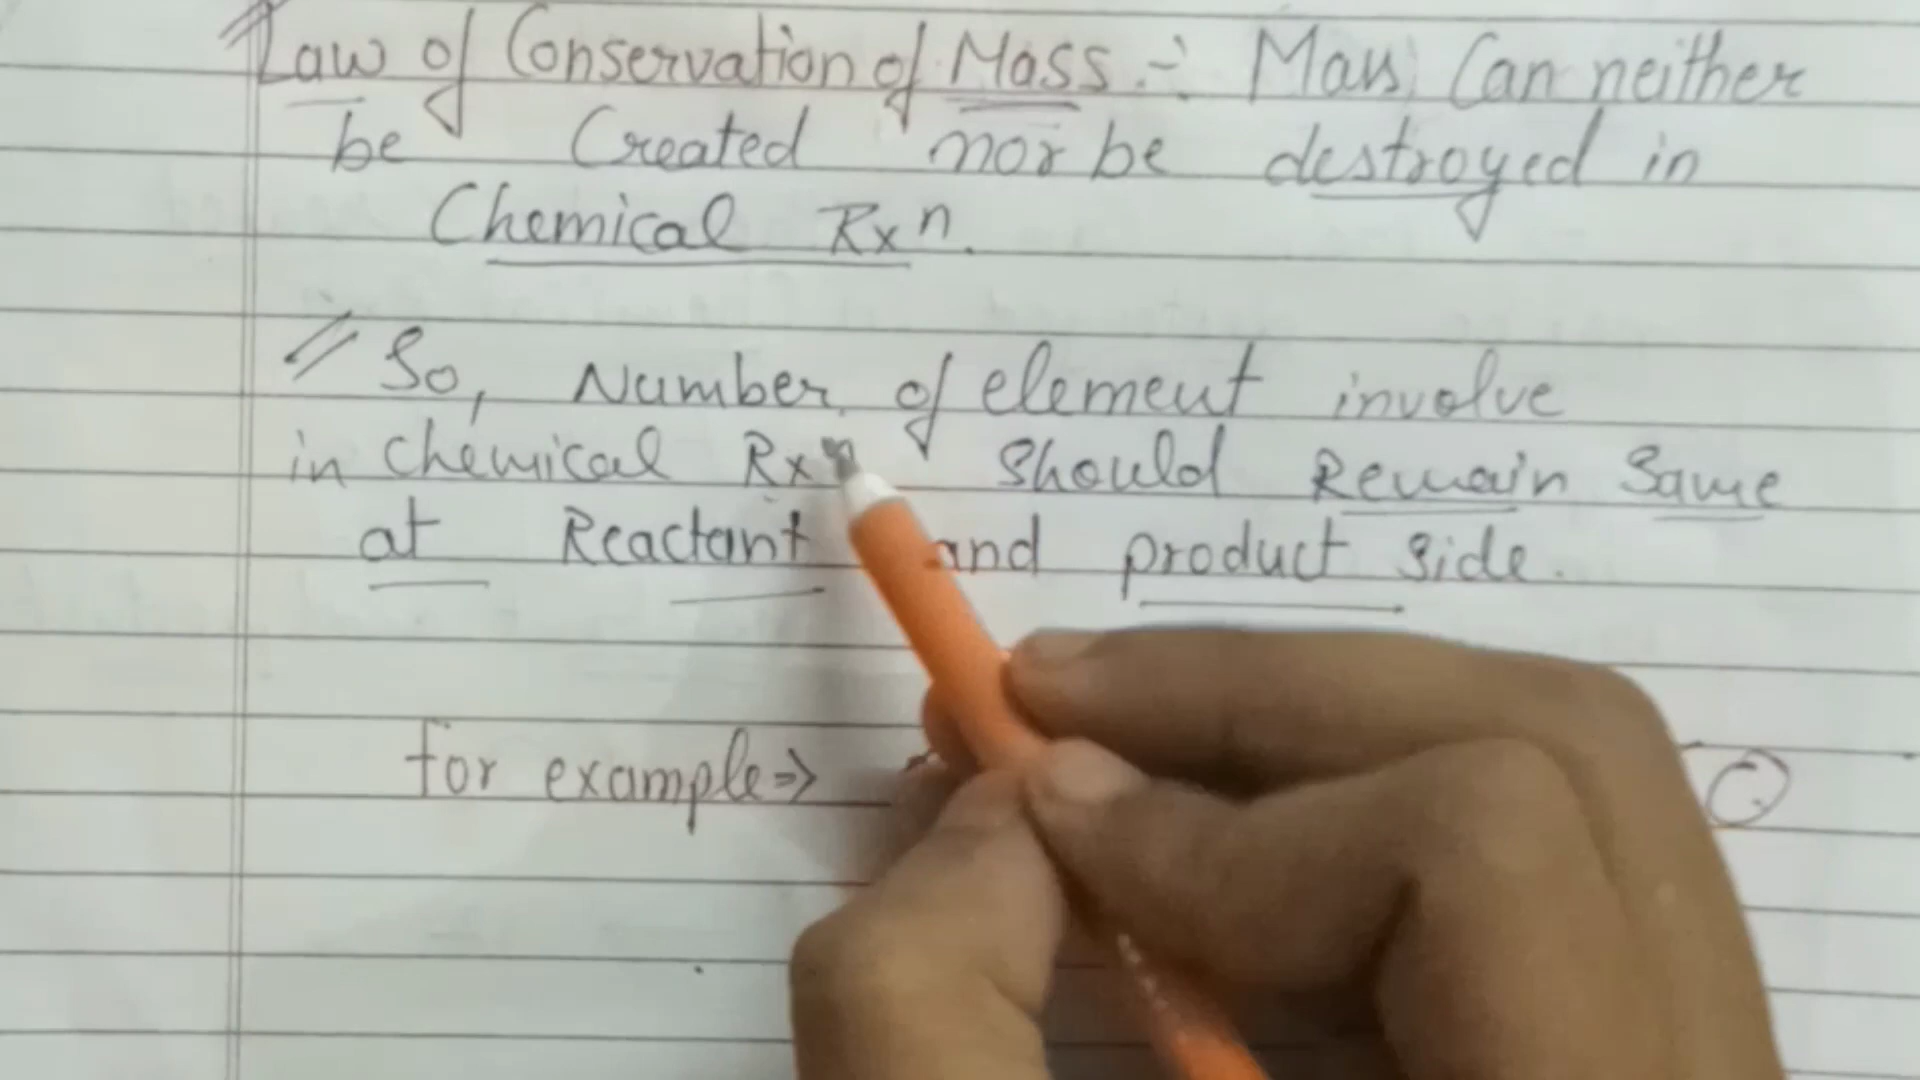 Law of Conservation of Mass :- Mass Can neither
be Created nor be destroyed in
Chemical Rxn.
So, Number of element involve
in chemical Rxn should Remain Same
at Reactant and product side.
for example =>